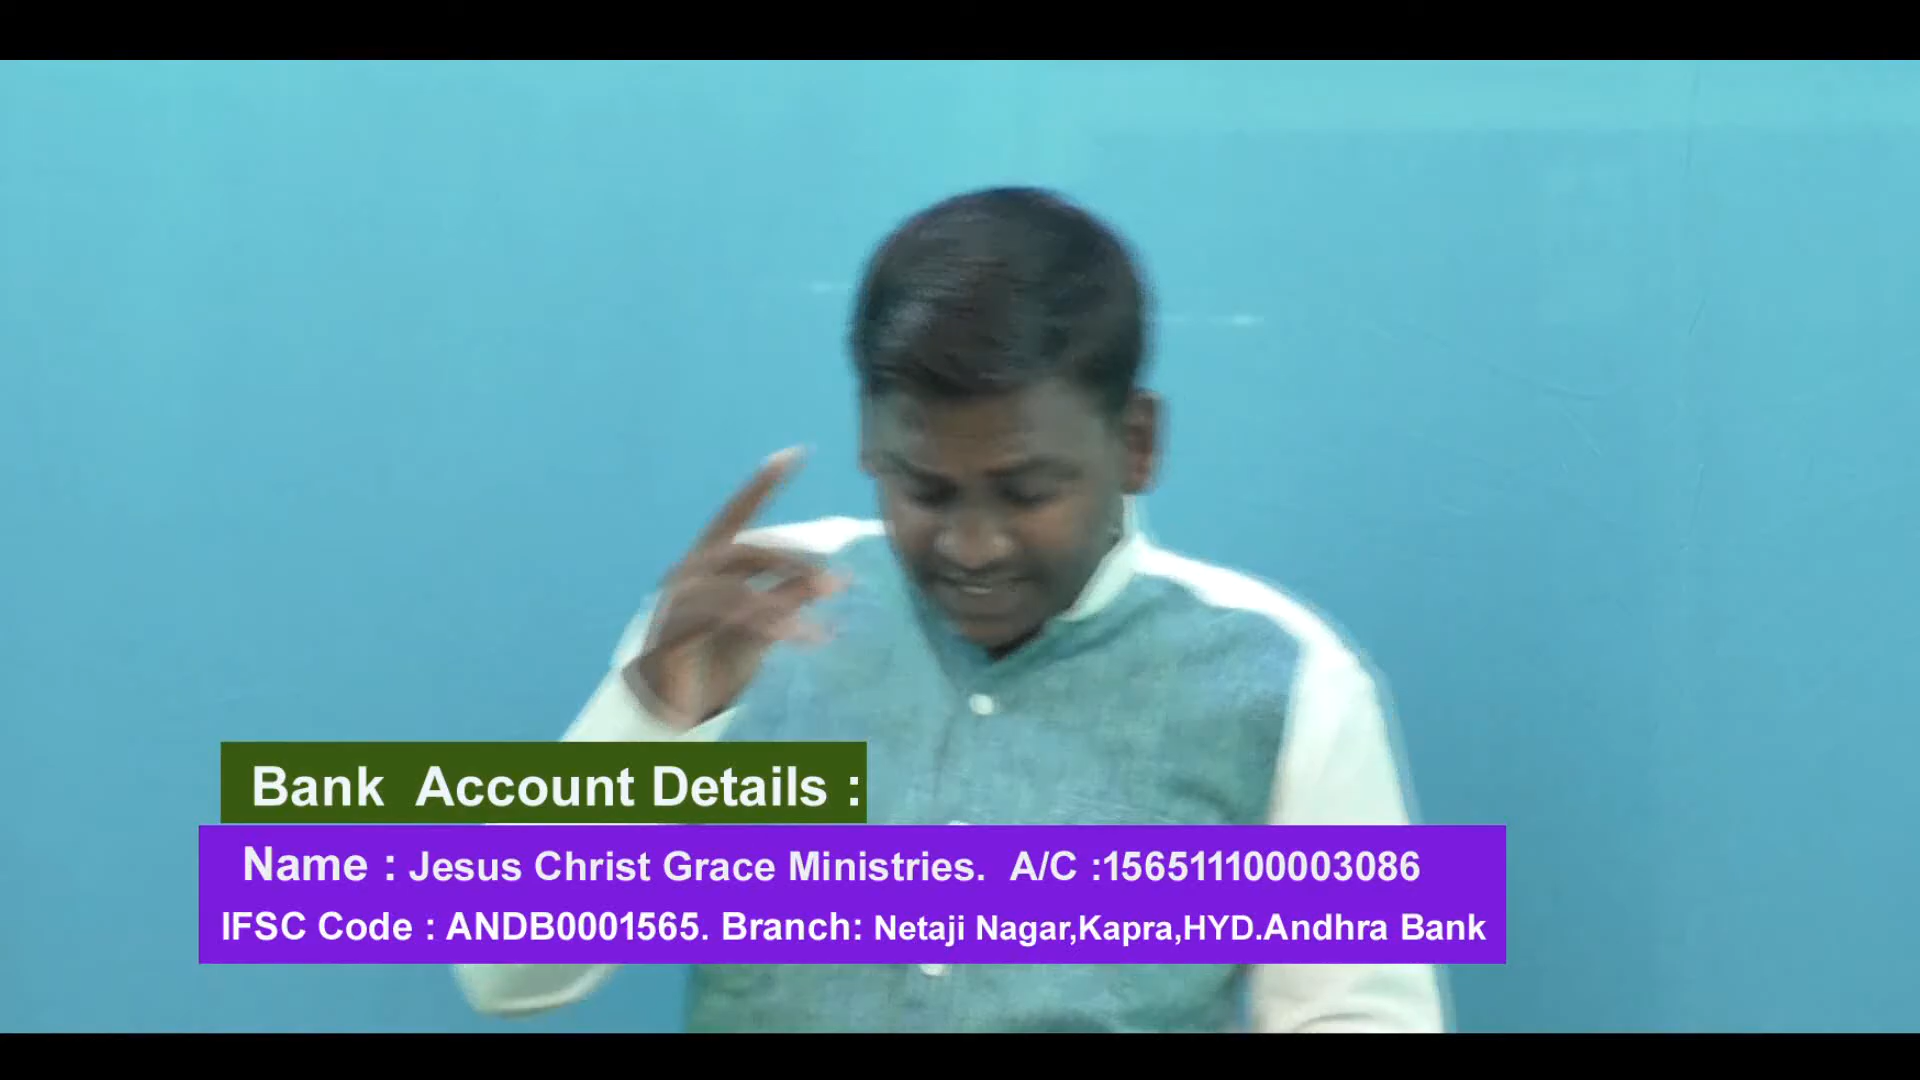 Bank Account Details :
Name : Jesus Christ Grace Ministries. A/C :156511100003086
IFSC Code : ANDB0001565. Branch: Netaji Nagar,Kapra,HYD.Andhra Bank